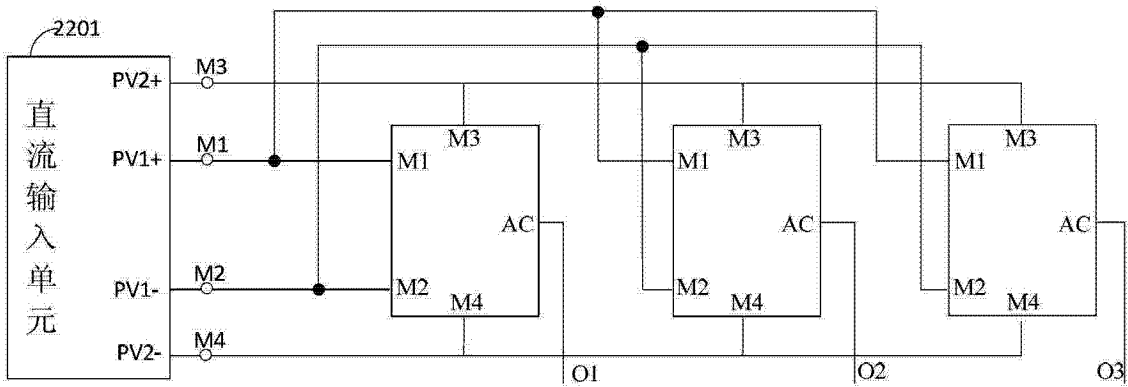 2201
直流输入单元
PV2+
M3
PV1+
M1
PV1-
M2
PV2-
M4
M3
M1
AC
M2
M4
O1
M3
M1
AC
M2
M4
O2
M3
M1
AC
M2
M4
O3